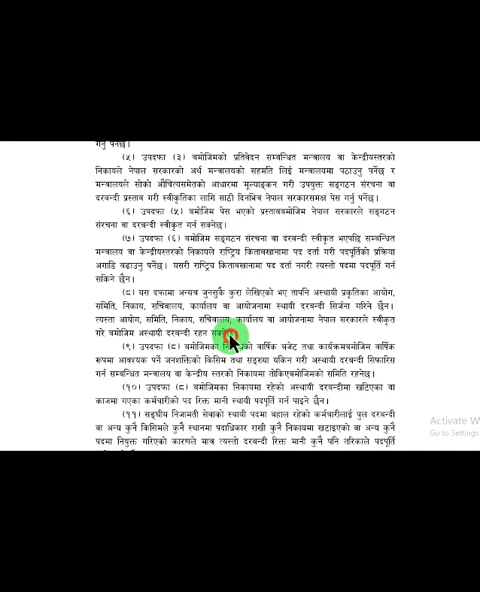 गर्नु पर्नेछ।
(५) उपदफा (३) बमोजिमको प्रतिवेदन सम्बन्धित मन्त्रालय वा केन्द्रीयस्तरको
निकायले नेपाल सरकारको अर्थ मन्त्रालयको सहमति लिई मन्त्रालयमा पठाउनु पर्नेछ र
मन्त्रालयले सोको औचित्यसमेतको आधारमा मूल्याङ्कन गरी उपयुक्त सङ्गठन संरचना वा
दरबन्दी प्रस्ताव गरी स्वीकृतिका लागि साठी दिनभित्र नेपाल सरकारसमक्ष पेस गर्नु पर्नेछ।
(६) उपदफा (५) बमोजिम पेस भएको प्रस्तावबमोजिम नेपाल सरकारले सङ्गठन
संरचना वा दरबन्दी स्वीकृत गर्न सक्नेछ।
(७) उपदफा (६) बमोजिम सङ्गठन संरचना वा दरबन्दी स्वीकृत भएपछि सम्बन्धित
मन्त्रालय वा केन्द्रीयस्तरको निकायले राष्ट्रिय किताबखानामा पद दर्ता गरी पदपूर्तिको प्रक्रिया
अगाडि बढाउनु पर्नेछ। यसरी राष्ट्रिय किताबखानामा पद दर्ता नगरी त्यस्तो पदमा पदपूर्ति गर्न
सकिने छैन।
(८) यस दफामा अन्यत्र जुनसुकै कुरा लेखिएको भए तापनि अस्थायी प्रकृतिका आयोग,
समिति, निकाय, सचिवालय, कार्यालय वा आयोजनामा स्थायी दरबन्दी सिर्जना गरिने छैन।
त्यस्ता आयोग, समिति, निकाय, सचिवालय, कार्यालय वा आयोजनामा नेपाल सरकारले स्वीकृत
गरे बमोजिम अस्थायी दरबन्दी रहन
(९) उपदफा (८) बमोजिमका वार्षिक बजेट तथा कार्यक्रमबमोजिम वार्षिक
रूपमा आवश्यक पर्ने जनशक्तिको किसिम तथा सङ्ख्या यकिन गरी अस्थायी दरबन्दी सिफारिस
गर्न सम्बन्धित मन्त्रालय वा केन्द्रीय स्तरको निकायमा तोकिएबमोजिमको समिति रहनेछ।
(१०) उपदफा (८) बमोजिमका निकायमा रहेको अस्थायी दरबन्दीमा खटिएका वा
काजमा गएका कर्मचारीको पद रिक्त मानी स्थायी पदपूर्ति गर्न पाइने छैन।
(११) सङ्घीय निजामती सेवाको स्थायी पदमा बहाल रहेको कर्मचारीलाई पुल दरबन्दी
वा अन्य कुनै किसिमले कुनै स्थानमा पदाधिकार राखी कुनै निकायमा खटाइएको वा अन्य कुनै
पदमा नियुक्त गरिएको कारणले मात्र त्यस्तो दरबन्दी रिक्त मानी कुनै पनि तरिकाले पदपूर्ति
Activate W
Go to Settings